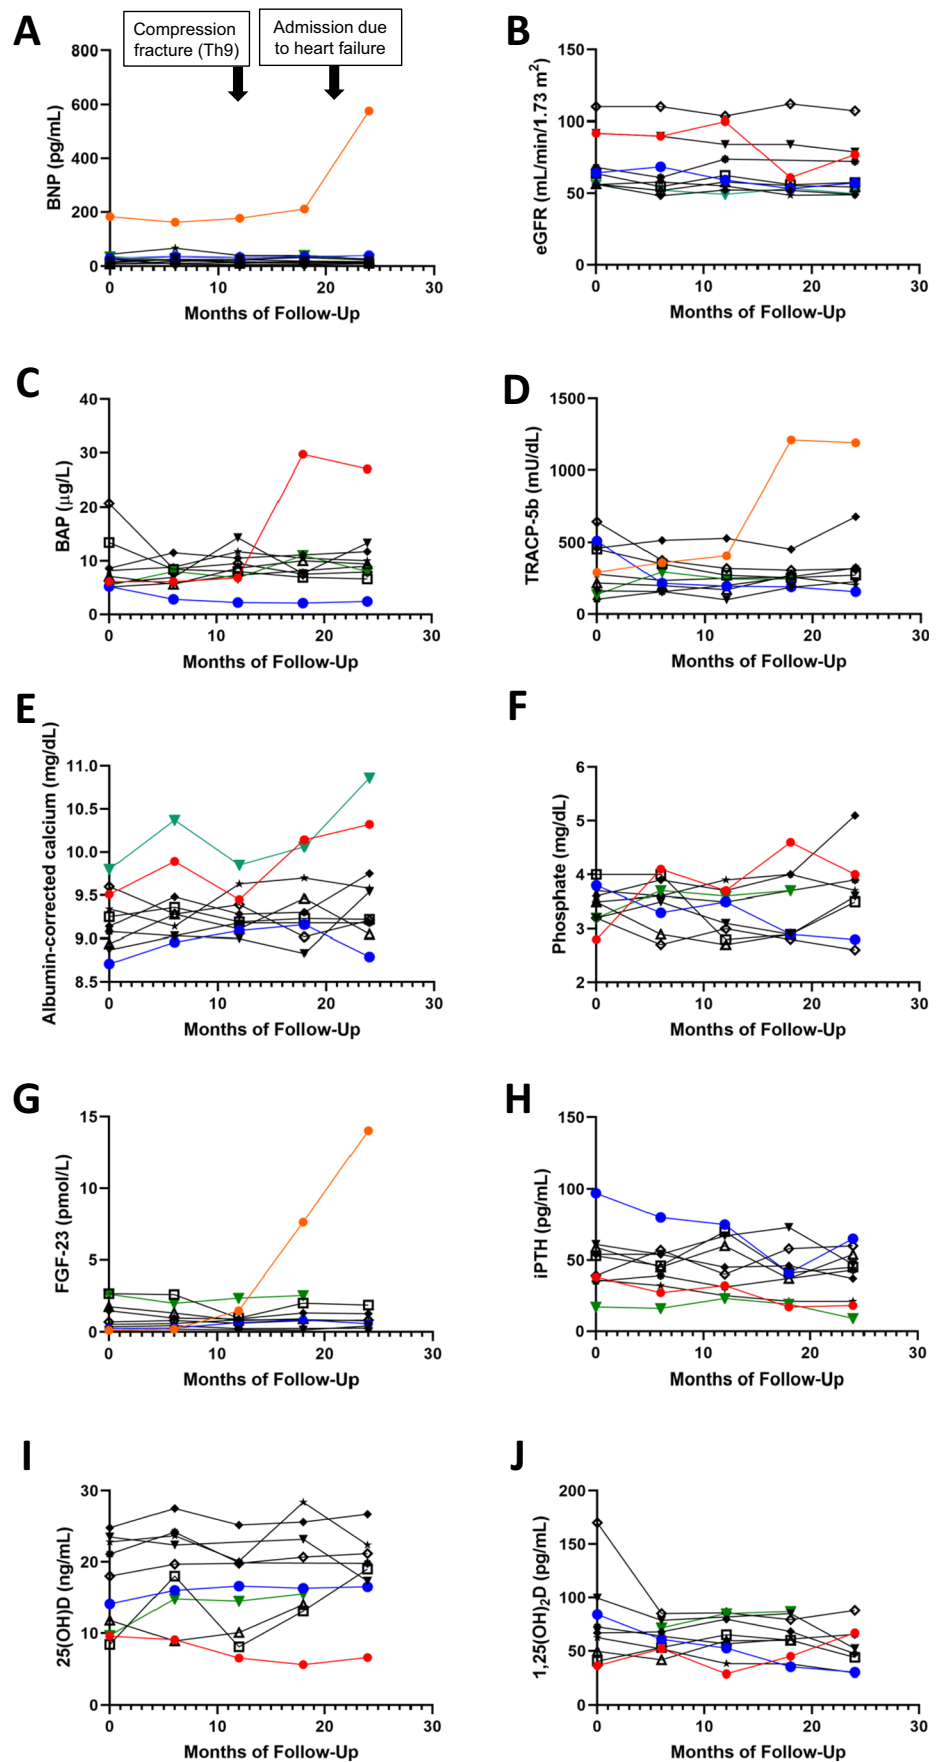 A
Compression
fracture (Th9)
Admission due
to heart failure
BNP (pg/mL)
800
600
400
200
0
0 10 20 30
Months of Follow-Up
B
eGFR (mL/min/1.73 m²)
150
100
50
0
0 10 20 30
Months of Follow-Up
C
BAP (μg/L)
40
30
20
10
0
0 10 20 30
Months of Follow-Up
D
TRACP-5b (mU/dL)
1500
1000
500
0
0 10 20 30
Months of Follow-Up
E
Albumin-corrected calcium (mg/dL)
11.0
10.5
10.0
9.5
9.0
8.5
0 10 20 30
Months of Follow-Up
F
Phosphate (mg/dL)
6
5
4
3
2
0 10 20 30
Months of Follow-Up
G
FGF-23 (pmol/L)
15
10
5
0
0 10 20 30
Months of Follow-Up
H
iPTH (pg/mL)
150
100
50
0
0 10 20 30
Months of Follow-Up
I
25(OH)D (ng/mL)
30
20
10
0
0 10 20 30
Months of Follow-Up
J
1,25(OH)₂D (pg/mL)
200
150
100
50
0
0 10 20 30
Months of Follow-Up